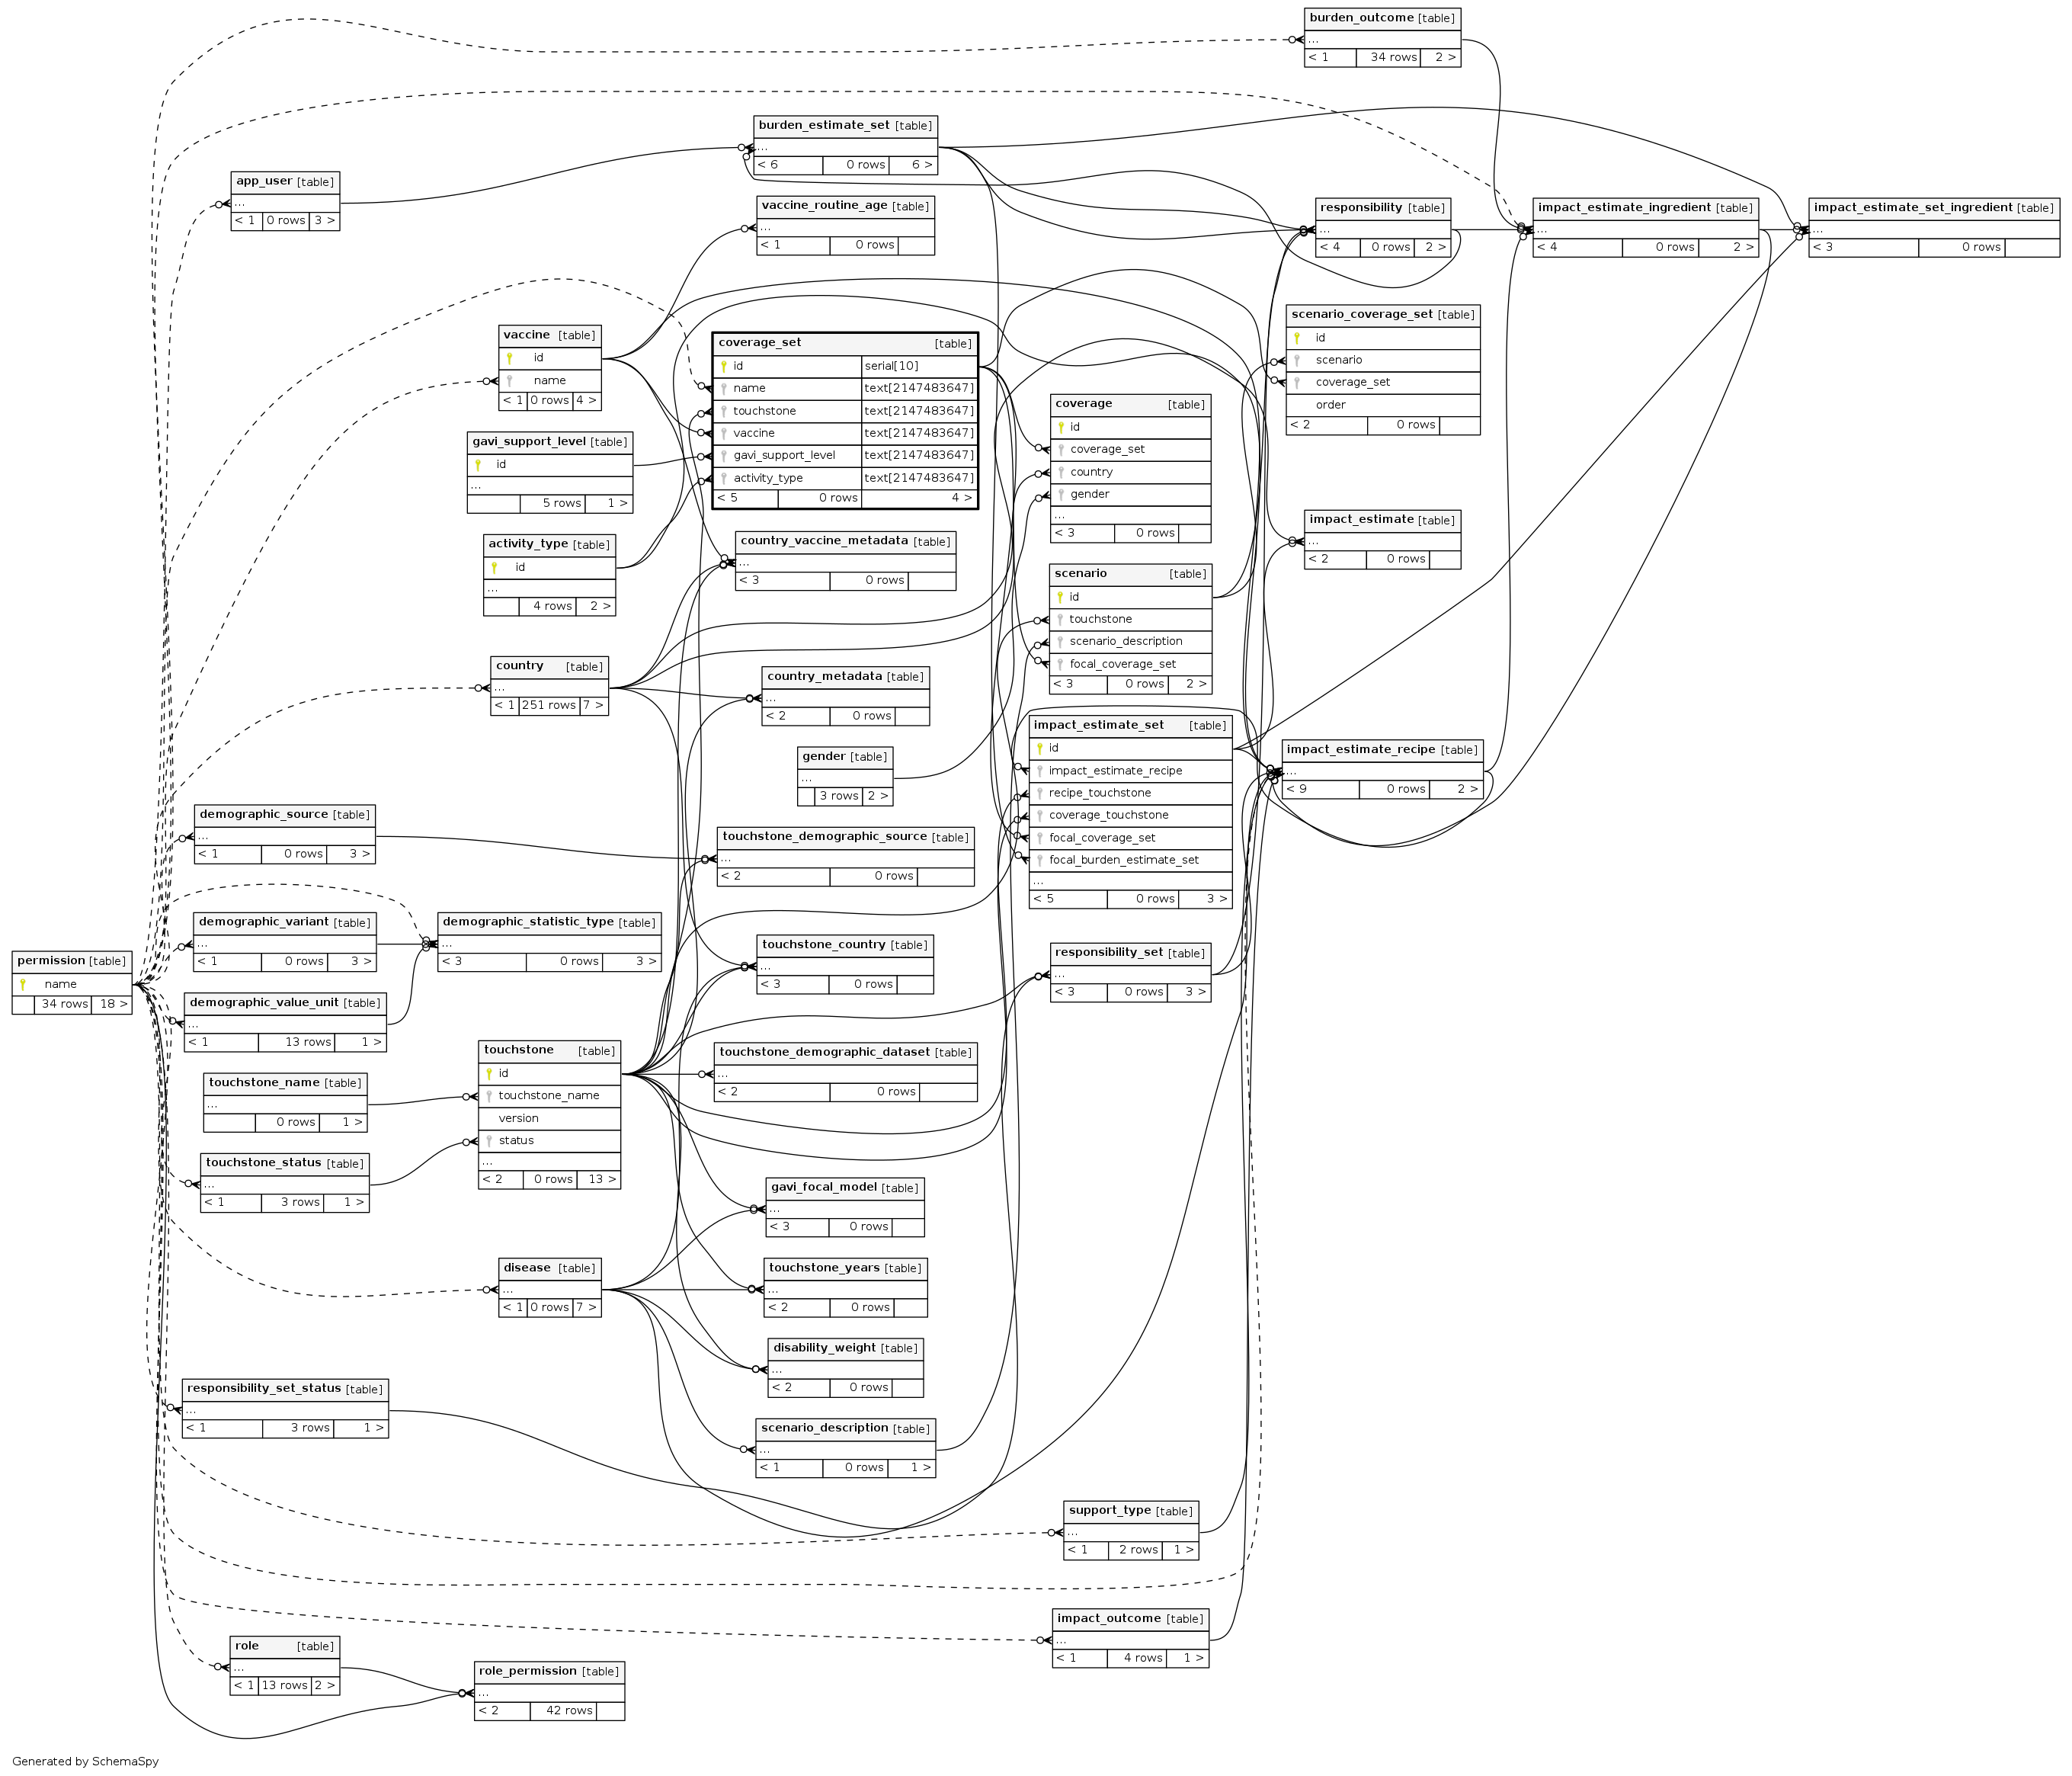 burden_outcome [table]
...
< 1 34 rows 2 >
burden_estimate_set [table]
...
< 6 0 rows 6 >
app_user [table]
...
< 1 0 rows 3 >
vaccine_routine_age [table]
...
< 1 0 rows
responsibility [table]
...
< 4 0 rows 2 >
impact_estimate_ingredient [table]
...
< 4 0 rows 2 >
impact_estimate_set_ingredient [table]
...
< 3 0 rows
scenario_coverage_set [table]
id
scenario
coverage_set
order
< 2 0 rows
vaccine [table]
id
name
< 1 0 rows 4 >
coverage_set [table]
id serial[10]
name text[2147483647]
touchstone text[2147483647]
vaccine text[2147483647]
gavi_support_level text[2147483647]
activity_type text[2147483647]
< 5 0 rows 4 >
coverage [table]
id
coverage_set
country
gender
...
< 3 0 rows
gavi_support_level [table]
id
...
5 rows 1 >
impact_estimate [table]
...
< 2 0 rows
activity_type [table]
id
...
4 rows 2 >
country_vaccine_metadata [table]
...
< 3 0 rows
scenario [table]
id
touchstone
scenario_description
focal_coverage_set
< 3 0 rows 2 >
country [table]
...
< 1 251 rows 7 >
country_metadata [table]
...
< 2 0 rows
impact_estimate_set [table]
id
impact_estimate_recipe
recipe_touchstone
coverage_touchstone
focal_coverage_set
focal_burden_estimate_set
...
< 5 0 rows 3 >
impact_estimate_recipe [table]
...
< 9 0 rows 2 >
gender [table]
...
3 rows 2 >
demographic_source [table]
...
< 1 0 rows 3 >
touchstone_demographic_source [table]
...
< 2 0 rows
demographic_variant [table]
...
< 1 0 rows 3 >
demographic_statistic_type [table]
...
< 3 0 rows 3 >
touchstone_country [table]
...
< 3 0 rows
responsibility_set [table]
...
< 3 0 rows 3 >
permission [table]
name
34 rows 18 >
demographic_value_unit [table]
...
< 1 13 rows 1 >
touchstone [table]
id
touchstone_name
version
status
...
< 2 0 rows 13 >
touchstone_demographic_dataset [table]
...
< 2 0 rows
touchstone_name [table]
...
0 rows 1 >
touchstone_status [table]
...
< 1 3 rows 1 >
gavi_focal_model [table]
...
< 3 0 rows
disease [table]
...
< 1 0 rows 7 >
touchstone_years [table]
...
< 2 0 rows
disability_weight [table]
...
< 2 0 rows
responsibility_set_status [table]
...
< 1 3 rows 1 >
scenario_description [table]
...
< 1 0 rows 1 >
support_type [table]
...
< 1 2 rows 1 >
impact_outcome [table]
...
< 1 4 rows 1 >
role [table]
...
< 1 13 rows 2 >
role_permission [table]
...
< 2 42 rows
Generated by SchemaSpy